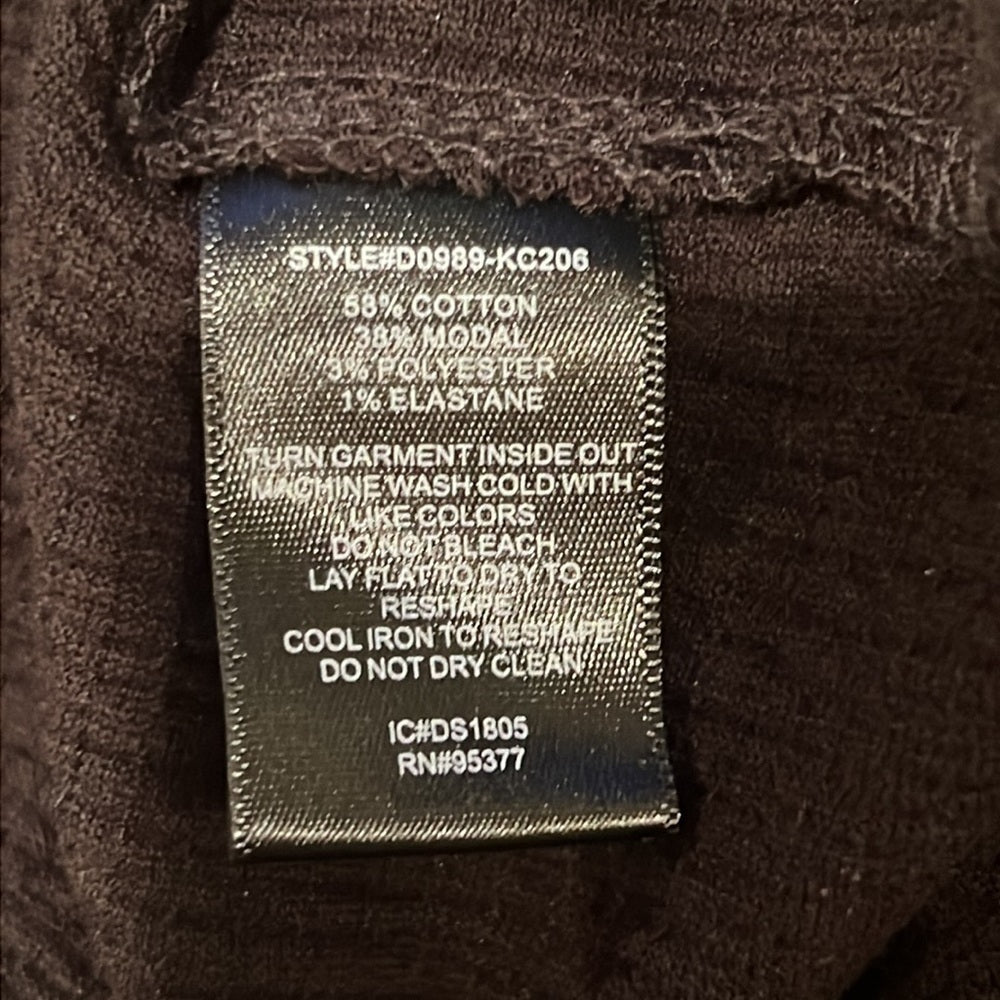 STYLE#D0989-KC206
58% COTTON
38% MODAL
3% POLYESTER
1% ELASTANE
TURN GARMENT INSIDE OUT
MACHINE WASH COLD WITH
LIKE COLORS
DO NOT BLEACH
LAY FLAT TO DRY TO
RESHAPE
COOL IRON TO RESHAPE
DO NOT DRY CLEAN
IC#DS1805
RN#95377